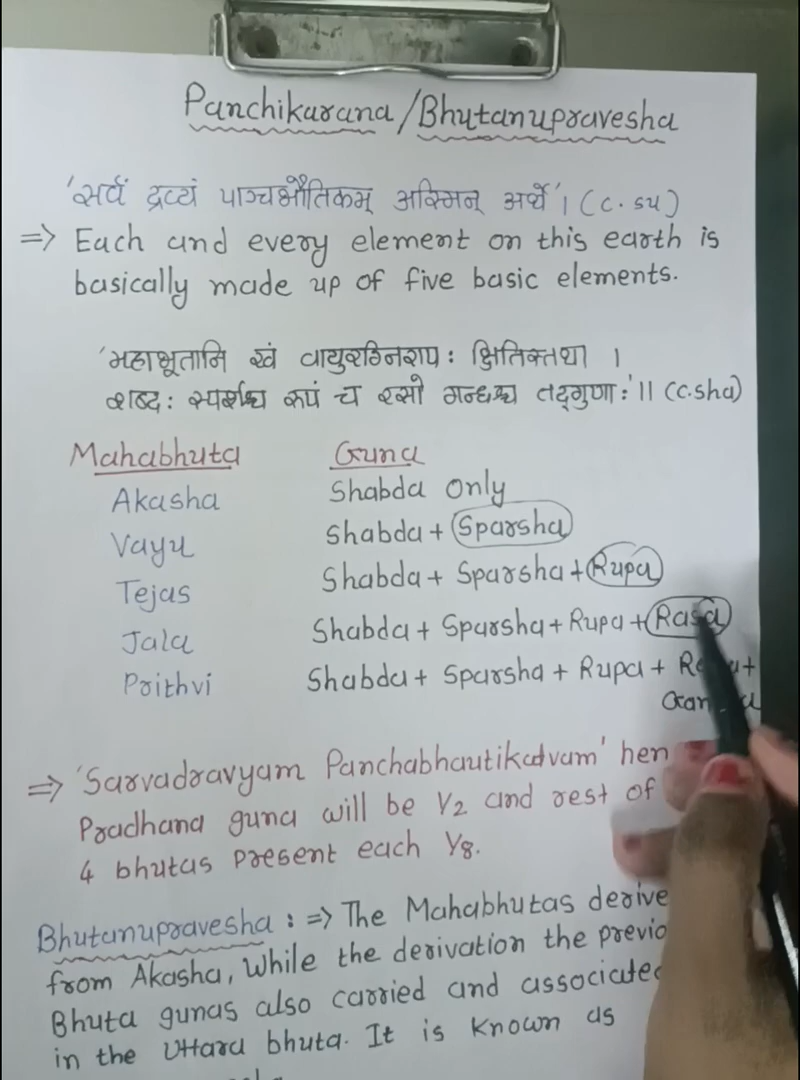 Panchikarana/Bhutanupravesha
'सर्वं द्रव्यं पाञ्चभौतिकम् अस्मिन् अर्थे'। (c.su)
=> Each and every element on this earth is
basically made up of five basic elements.
'महाभूतानि खं वायुरग्निरापः क्षितिस्तथा ।
शब्दः स्पर्शश्च रूपं च रसो गन्धश्च तद्गुणाः'॥ (c.sha)
Mahabhuta Guna
Akasha Shabda Only
Vayu Shabda + Sparsha
Tejas Shabda + Sparsha + Rupa
Jala Shabda + Sparsha + Rupa + Rasa
Prithvi Shabda + Sparsha + Rupa + +
=> 'Sarvadravyam Panchabhautikatvam' hen
Pradhana guna will be 1/2 and rest of
4 bhutas present each 1/8.
Bhutanupravesha : => The Mahabhutas derive
from Akasha, While the derivation the previo
Bhuta gunas also carried and associated
in the Uttara bhuta. It is known as